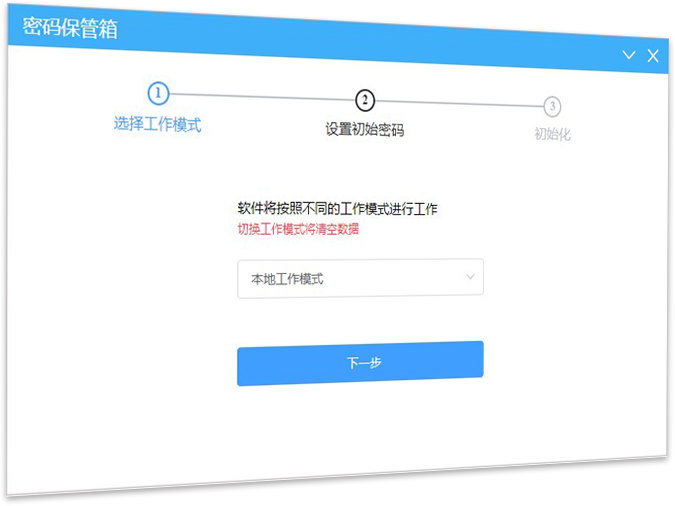 密码保管箱
1
选择工作模式
2
设置初始密码
3
初始化
软件将按照不同的工作模式进行工作
切换工作模式将清空数据
本地工作模式
下一步